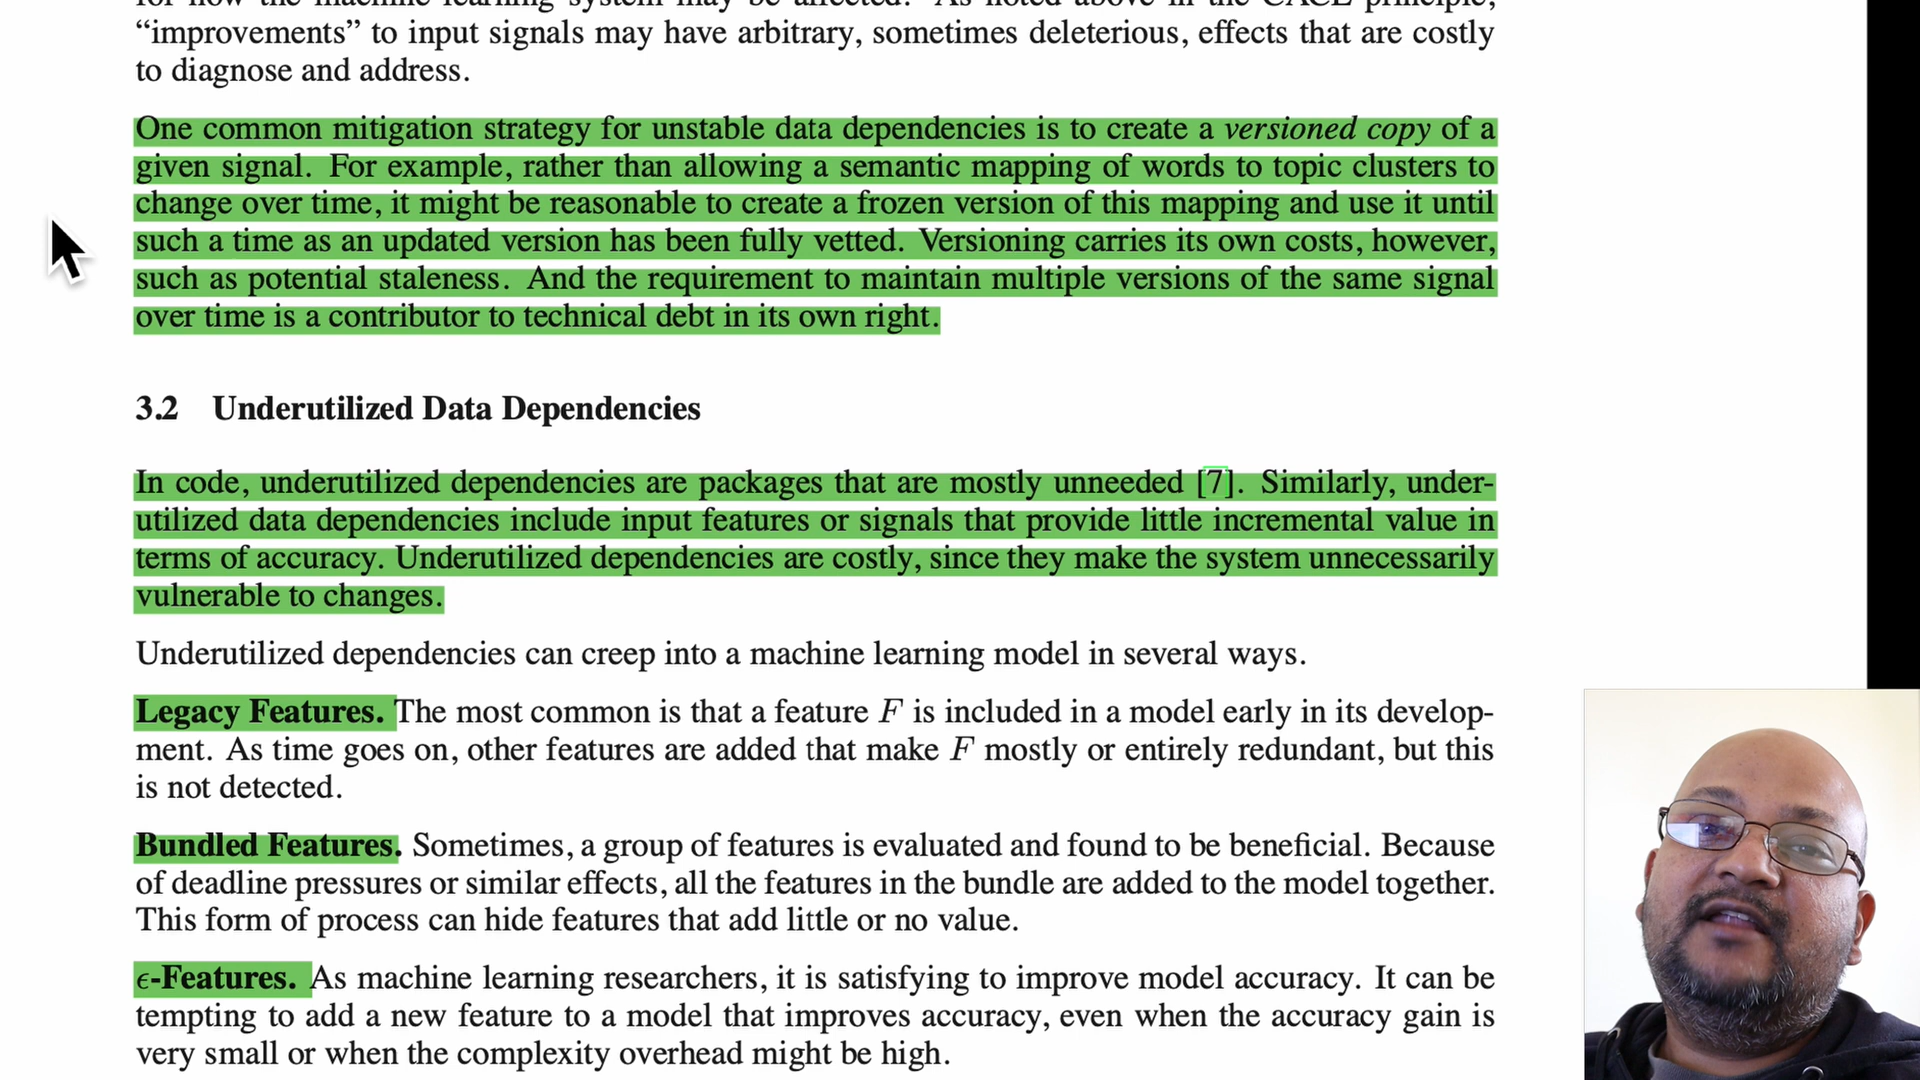 “improvements” to input signals may have arbitrary, sometimes deleterious, effects that are costly
to diagnose and address.
One common mitigation strategy for unstable data dependencies is to create a versioned copy of a
given signal. For example, rather than allowing a semantic mapping of words to topic clusters to
change over time, it might be reasonable to create a frozen version of this mapping and use it until
such a time as an updated version has been fully vetted. Versioning carries its own costs, however,
such as potential staleness. And the requirement to maintain multiple versions of the same signal
over time is a contributor to technical debt in its own right.
3.2 Underutilized Data Dependencies
In code, underutilized dependencies are packages that are mostly unneeded [7]. Similarly, under-
utilized data dependencies include input features or signals that provide little incremental value in
terms of accuracy. Underutilized dependencies are costly, since they make the system unnecessarily
vulnerable to changes.
Underutilized dependencies can creep into a machine learning model in several ways.
Legacy Features. The most common is that a feature F is included in a model early in its develop-
ment. As time goes on, other features are added that make F mostly or entirely redundant, but this
is not detected.
Bundled Features. Sometimes, a group of features is evaluated and found to be beneficial. Because
of deadline pressures or similar effects, all the features in the bundle are added to the model together.
This form of process can hide features that add little or no value.
ϵ-Features. As machine learning researchers, it is satisfying to improve model accuracy. It can be
tempting to add a new feature to a model that improves accuracy, even when the accuracy gain is
very small or when the complexity overhead might be high.